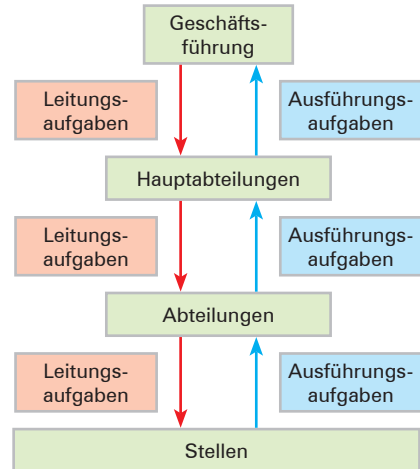 Geschäfts-
führung
Leitungs-
aufgaben
Ausführungs-
aufgaben
Hauptabteilungen
Leitungs-
aufgaben
Ausführungs-
aufgaben
Abteilungen
Leitungs-
aufgaben
Ausführungs-
aufgaben
Stellen